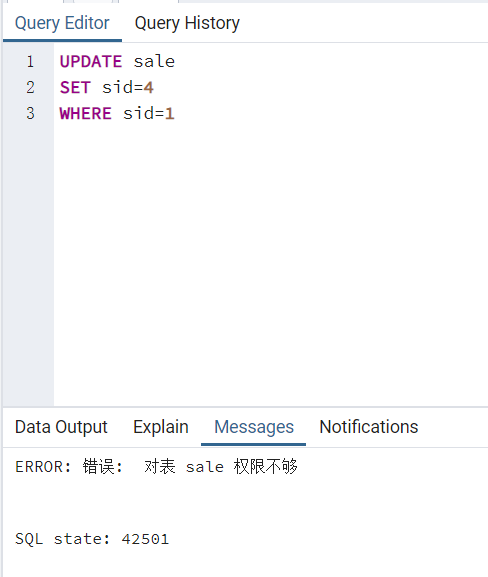 Query Editor Query History
1 UPDATE sale
2 SET sid=4
3 WHERE sid=1
Data Output Explain Messages Notifications
ERROR: 错误:  对表 sale 权限不够
SQL state: 42501